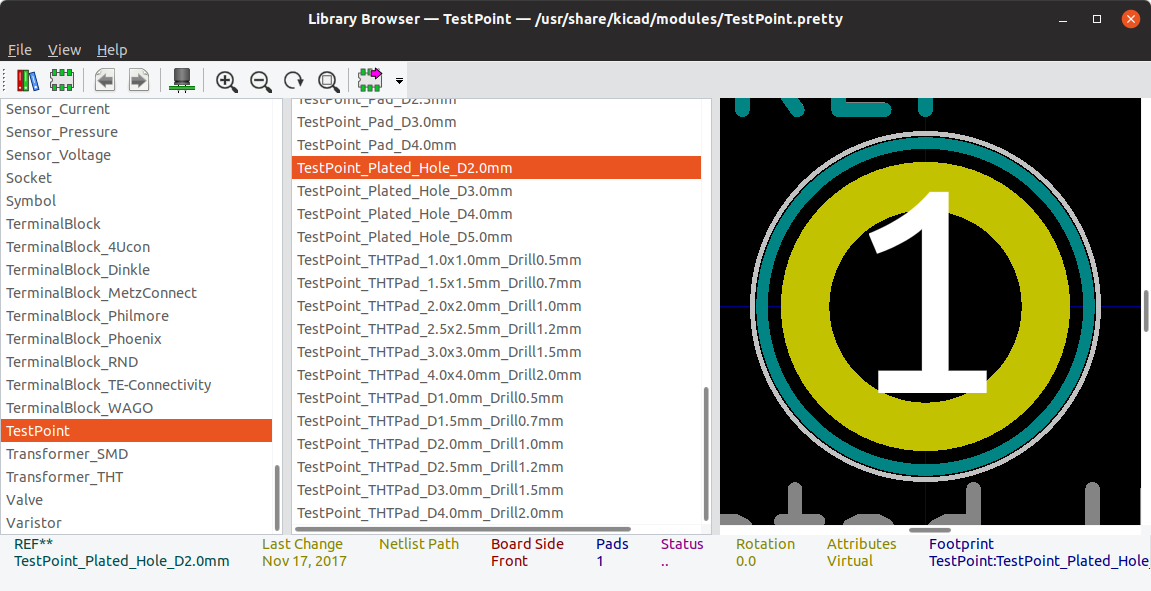 Library Browser — TestPoint — /usr/share/kicad/modules/TestPoint.pretty
File View Help
Sensor_Current
Sensor_Pressure
Sensor_Voltage
Socket
Symbol
TerminalBlock
TerminalBlock_4Ucon
TerminalBlock_Dinkle
TerminalBlock_MetzConnect
TerminalBlock_Philmore
TerminalBlock_Phoenix
TerminalBlock_RND
TerminalBlock_TE-Connectivity
TerminalBlock_WAGO
TestPoint
Transformer_SMD
Transformer_THT
Valve
Varistor
TestPoint_Pad_D2.5mm
TestPoint_Pad_D3.0mm
TestPoint_Pad_D4.0mm
TestPoint_Plated_Hole_D2.0mm
TestPoint_Plated_Hole_D3.0mm
TestPoint_Plated_Hole_D4.0mm
TestPoint_Plated_Hole_D5.0mm
TestPoint_THTPad_1.0x1.0mm_Drill0.5mm
TestPoint_THTPad_1.5x1.5mm_Drill0.7mm
TestPoint_THTPad_2.0x2.0mm_Drill1.0mm
TestPoint_THTPad_2.5x2.5mm_Drill1.2mm
TestPoint_THTPad_3.0x3.0mm_Drill1.5mm
TestPoint_THTPad_4.0x4.0mm_Drill2.0mm
TestPoint_THTPad_D1.0mm_Drill0.5mm
TestPoint_THTPad_D1.5mm_Drill0.7mm
TestPoint_THTPad_D2.0mm_Drill1.0mm
TestPoint_THTPad_D2.5mm_Drill1.2mm
TestPoint_THTPad_D3.0mm_Drill1.5mm
TestPoint_THTPad_D4.0mm_Drill2.0mm
1
REF** Last Change Netlist Path Board Side Pads Status Rotation Attributes Footprint
TestPoint_Plated_Hole_D2.0mm Nov 17, 2017 Front 1 .. 0.0 Virtual TestPoint:TestPoint_Plated_Hole_